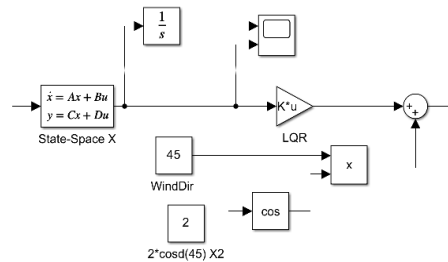 1
s
ẋ = Ax + Bu
y = Cx + Du
State-Space X
K*u
LQR
+
+
45
WindDir
x
2
2*cosd(45) X2
cos